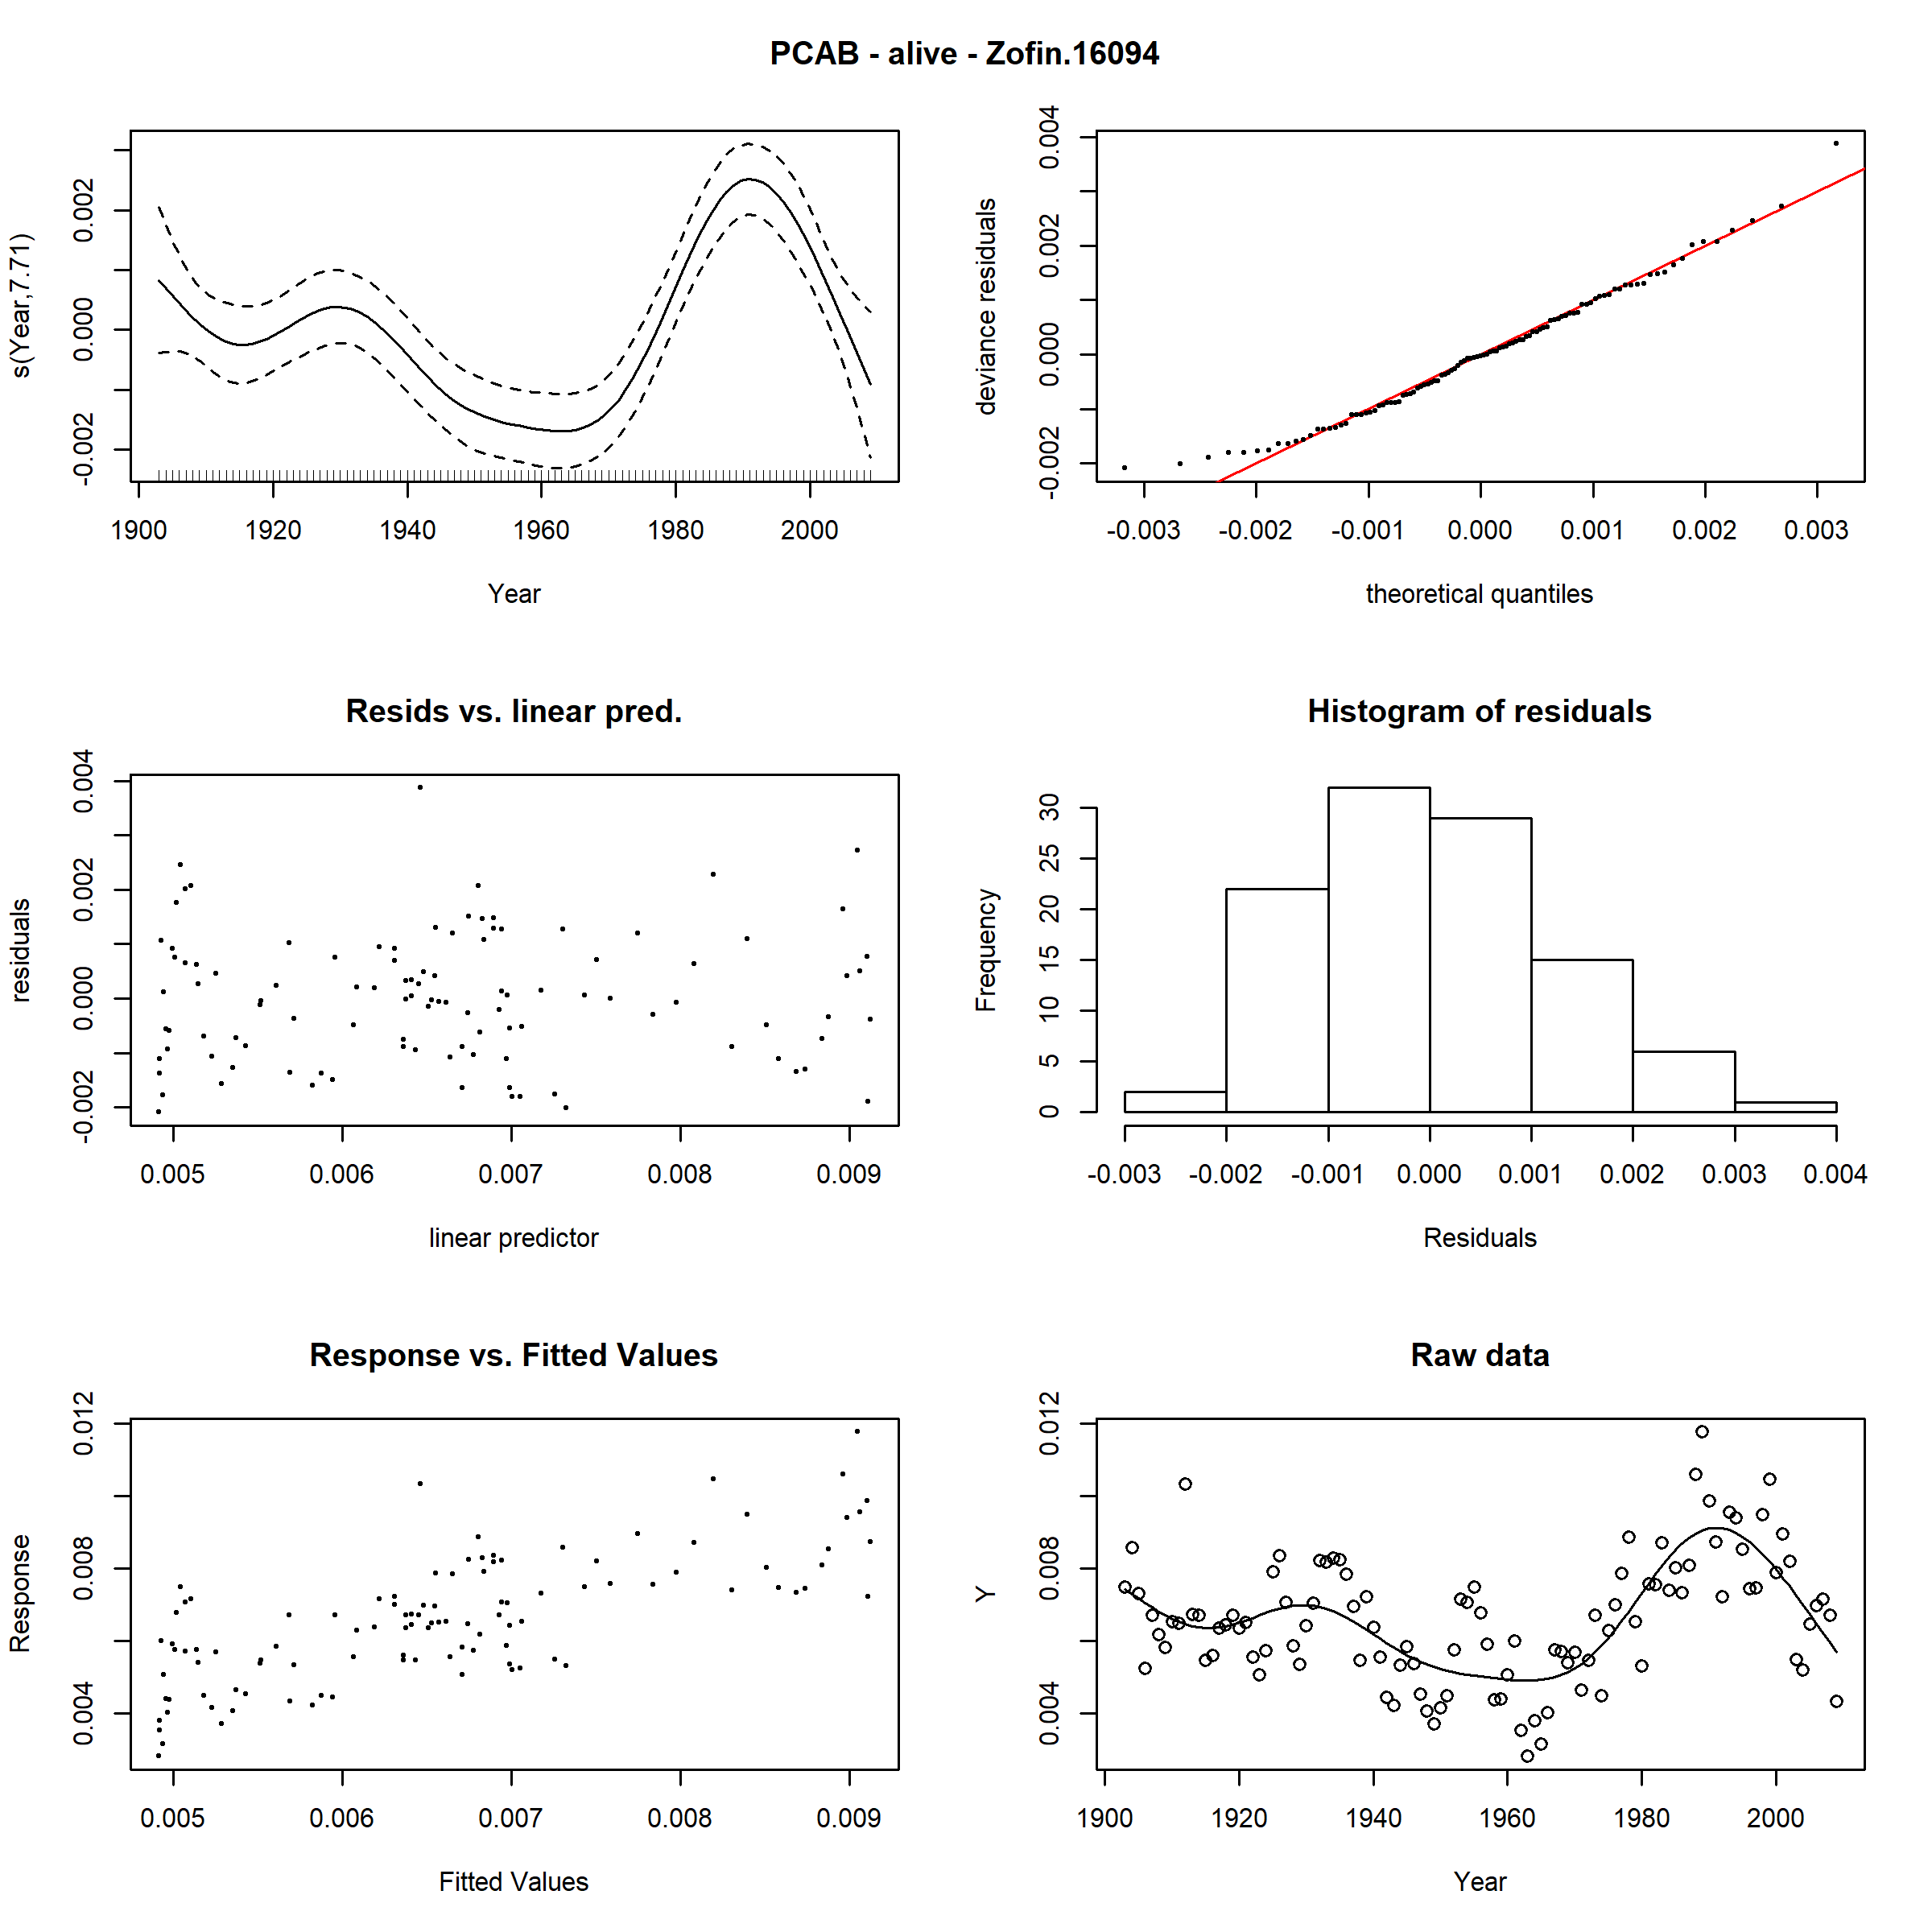 PCAB - alive - Zofin.16094
s(Year,7.71)
-0.002 0.000 0.002
1900 1920 1940 1960 1980 2000
Year
deviance residuals
-0.002 0.000 0.002 0.004
-0.003 -0.002 -0.001 0.000 0.001 0.002 0.003
theoretical quantiles
Resids vs. linear pred.
residuals
-0.002 0.000 0.002 0.004
0.005 0.006 0.007 0.008 0.009
linear predictor
Histogram of residuals
Frequency
0 5 10 15 20 25 30
-0.003 -0.002 -0.001 0.000 0.001 0.002 0.003 0.004
Residuals
Response vs. Fitted Values
Response
0.004 0.008 0.012
0.005 0.006 0.007 0.008 0.009
Fitted Values
Raw data
Y
0.004 0.008 0.012
1900 1920 1940 1960 1980 2000
Year